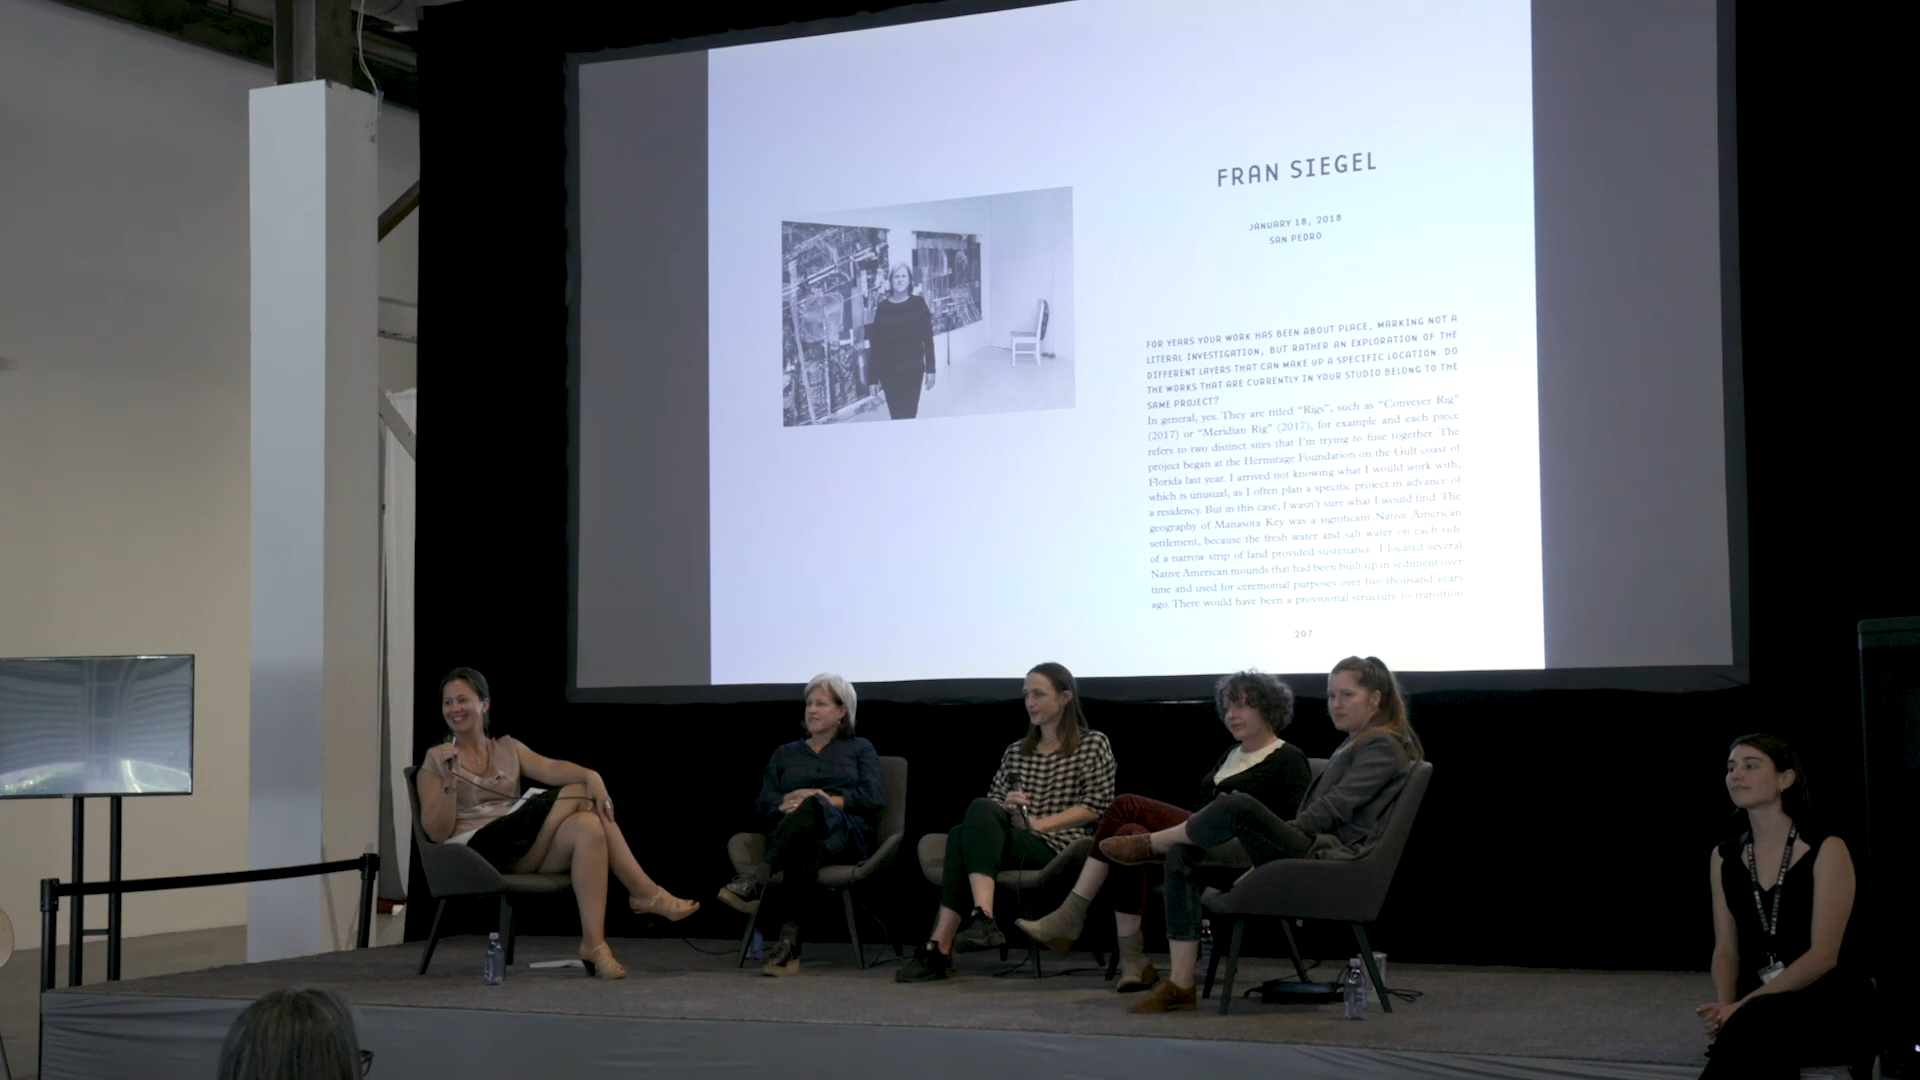 FRAN SIEGEL
JANUARY 18, 2018
SAN PEDRO
FOR YEARS YOUR WORK HAS BEEN ABOUT PLACE, MARKING NOT A
LITERAL INVESTIGATION, BUT RATHER AN EXPLORATION OF THE
DIFFERENT LAYERS THAT CAN MAKE UP A SPECIFIC LOCATION. DO
THE WORKS THAT ARE CURRENTLY IN YOUR STUDIO BELONG TO THE
SAME PROJECT?
In general, yes. They are titled "Rigs", such as "Conveyer Rig"
(2017) or "Meridian Rig" (2017), for example and each piece
refers to two distinct sites that I'm trying to fuse together. The
project began at the Hermitage Foundation on the Gulf coast of
Florida last year. I arrived not knowing what I would work with,
which is unusual, as I often plan a specific project in advance of
a residency. But in this case, I wasn't sure what I would find. The
geography of Manasota Key was a significant Native American
settlement, because the fresh water and salt water on each side
of a narrow strip of land provided sustenance. I located several
Native American mounds that had been built up in sediment over
time and used for ceremonial purposes over five thousand years
ago. There would have been a provisional structure to transition
207